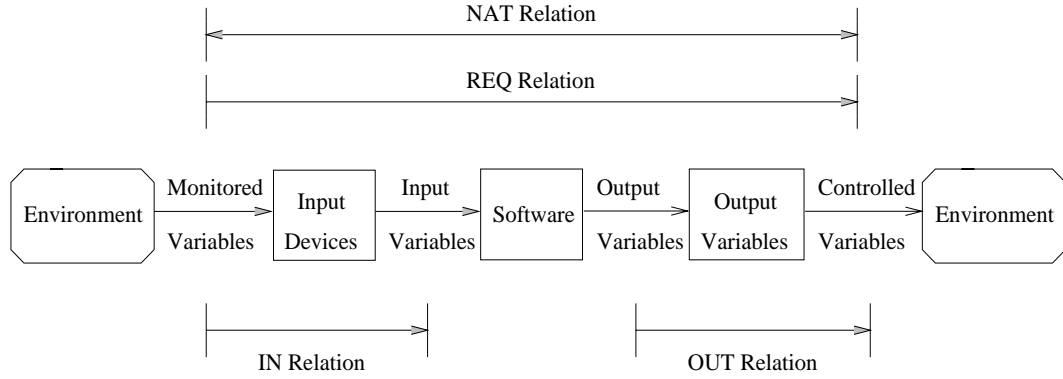 NAT Relation
REQ Relation
Environment
Monitored
Variables
Input
Devices
Input
Variables
Software
Output
Variables
Output
Variables
Controlled
Variables
Environment
IN Relation
OUT Relation